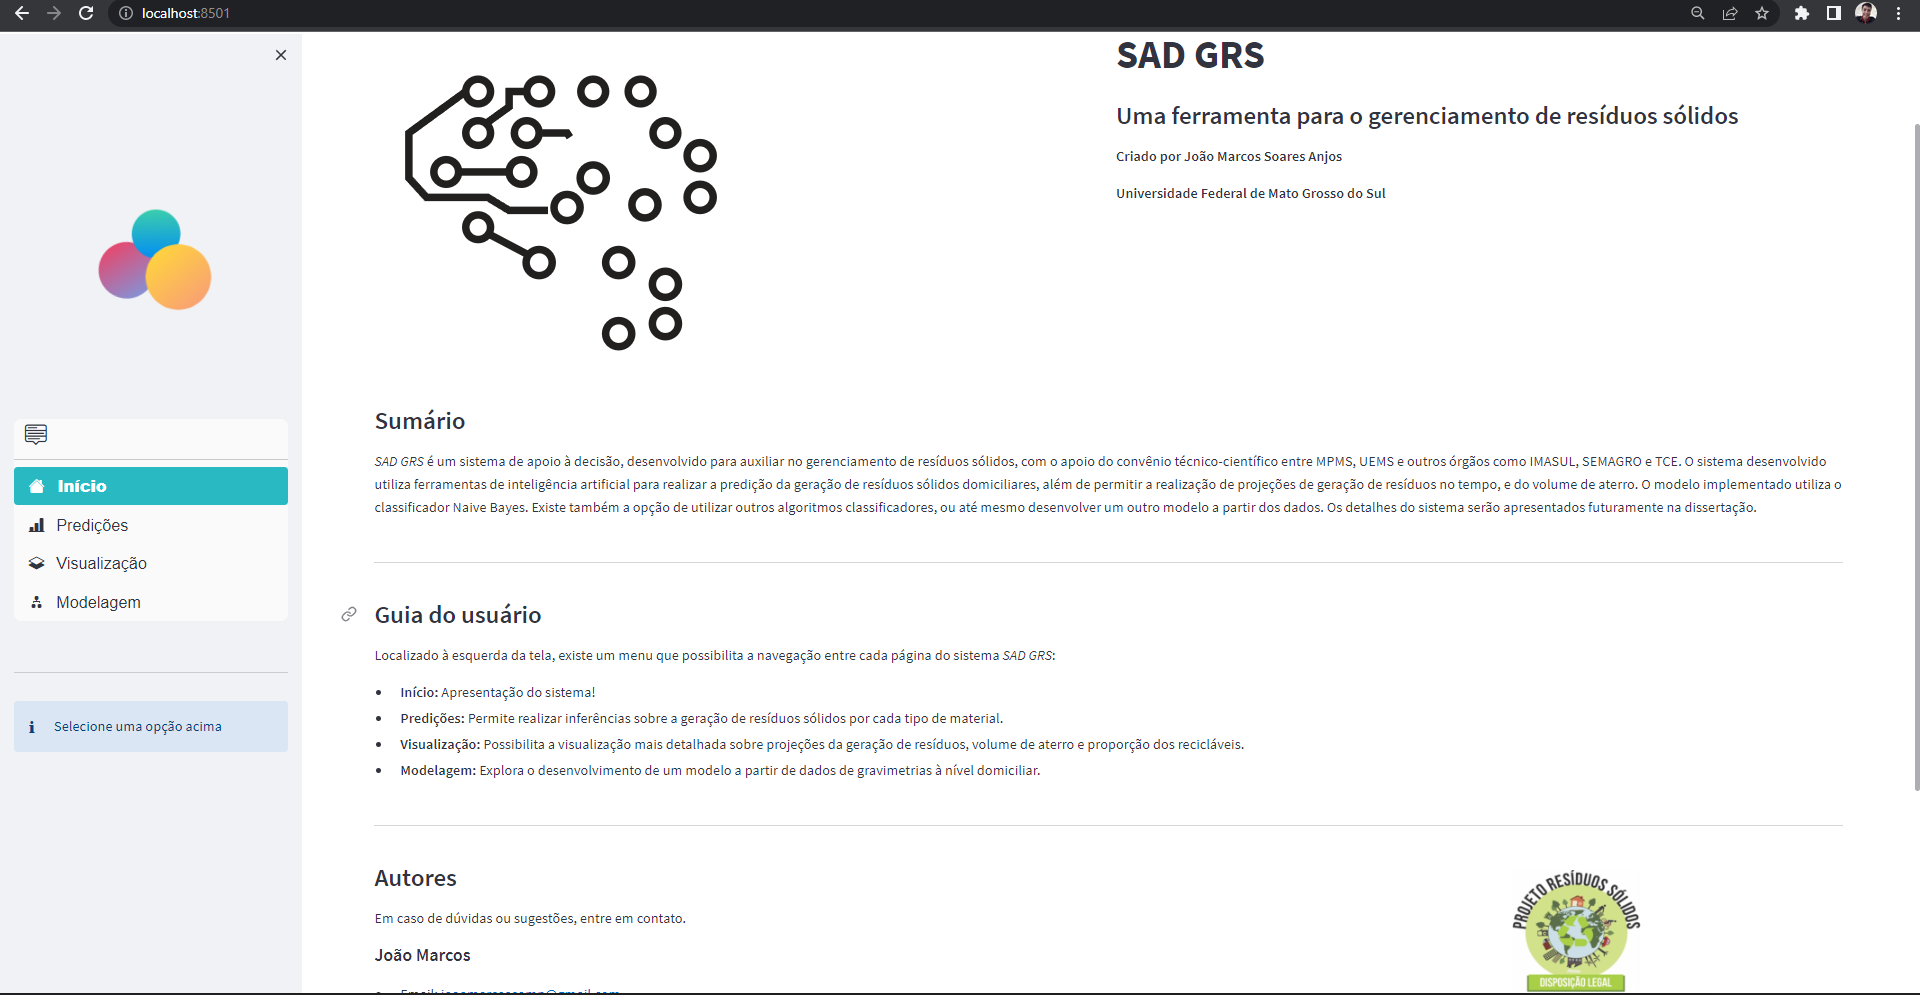 localhost:8501
SAD GRS
Uma ferramenta para o gerenciamento de resíduos sólidos
Criado por João Marcos Soares Anjos
Universidade Federal de Mato Grosso do Sul
Início
Predições
Visualização
Modelagem
Selecione uma opção acima
Sumário
SAD GRS é um sistema de apoio à decisão, desenvolvido para auxiliar no gerenciamento de resíduos sólidos, com o apoio do convênio técnico-científico entre MPMS, UEMS e outros órgãos como IMASUL, SEMAGRO e TCE. O sistema desenvolvido
utiliza ferramentas de inteligência artificial para realizar a predição da geração de resíduos sólidos domiciliares, além de permitir a realização de projeções de geração de resíduos no tempo, e do volume de aterro. O modelo implementado utiliza o
classificador Naive Bayes. Existe também a opção de utilizar outros algoritmos classificadores, ou até mesmo desenvolver um outro modelo a partir dos dados. Os detalhes do sistema serão apresentados futuramente na dissertação.
Guia do usuário
Localizado à esquerda da tela, existe um menu que possibilita a navegação entre cada página do sistema SAD GRS:
• Início: Apresentação do sistema!
• Predições: Permite realizar inferências sobre a geração de resíduos sólidos por cada tipo de material.
• Visualização: Possibilita a visualização mais detalhada sobre projeções da geração de resíduos, volume de aterro e proporção dos recicláveis.
• Modelagem: Explora o desenvolvimento de um modelo a partir de dados de gravimetrias à nível domiciliar.
Autores
Em caso de dúvidas ou sugestões, entre em contato.
João Marcos
PROJETO RESÍDUOS SÓLIDOS
DISPOSIÇÃO LEGAL